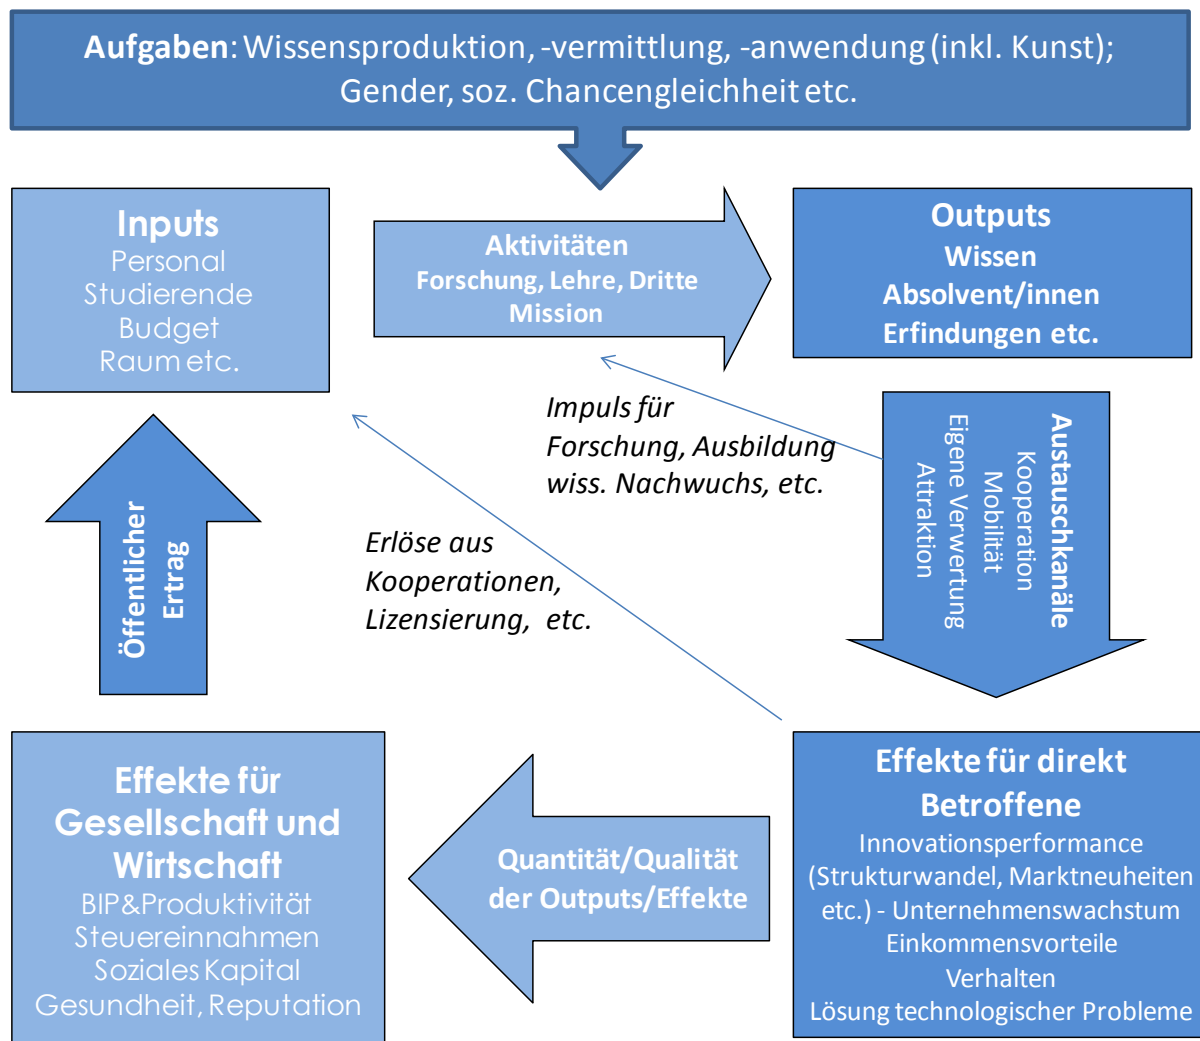 Aufgaben: Wissensproduktion, -vermittlung, -anwendung (inkl. Kunst);
Gender, soz. Chancengleichheit etc.
Inputs
Personal
Studierende
Budget
Raum etc.
Aktivitäten
Forschung, Lehre, Dritte
Mission
Outputs
Wissen
Absolvent/innen
Erfindungen etc.
Impuls für
Forschung, Ausbildung
wiss. Nachwuchs, etc.
Austauschkanäle
Kooperation
Mobilität
Eigene Verwertung
Attraktion
Öffentlicher
Ertrag
Erlöse aus
Kooperationen,
Lizensierung, etc.
Effekte für
Gesellschaft und
Wirtschaft
BIP&Produktivität
Steuereinnahmen
Soziales Kapital
Gesundheit, Reputation
Quantität/Qualität
der Outputs/Effekte
Effekte für direkt
Betroffene
Innovationsperformance
(Strukturwandel, Marktneuheiten
etc.) - Unternehmenswachstum
Einkommensvorteile
Verhalten
Lösung technologischer Probleme